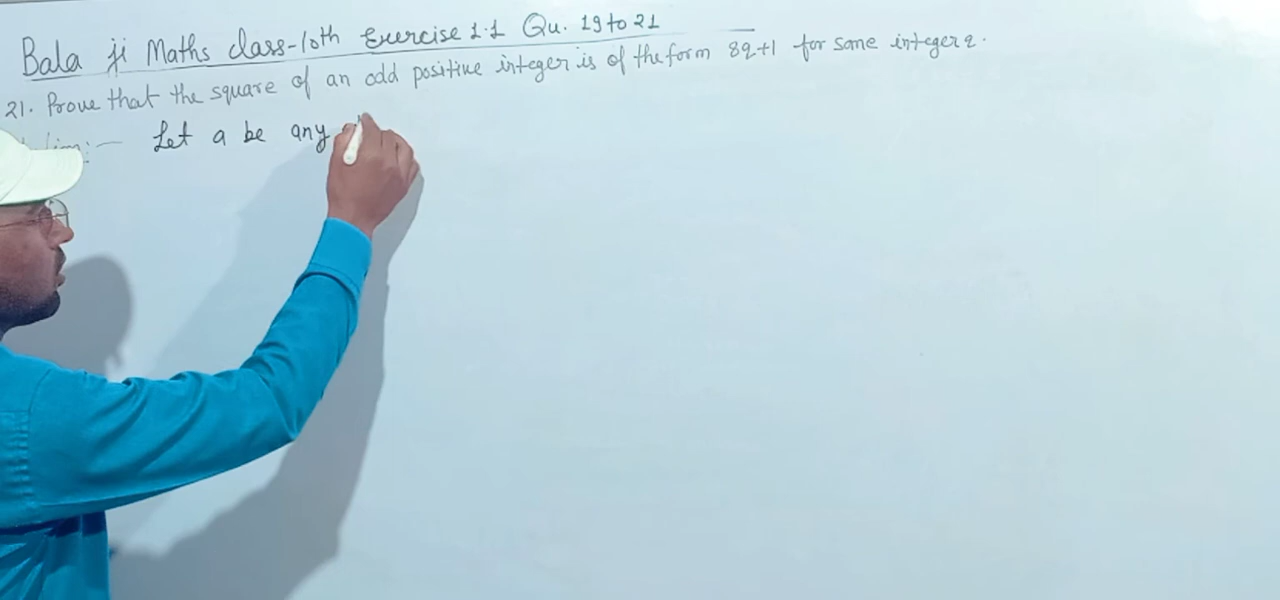 Bala ji Maths class-10th Exercise 1.1 Qu. 19 to 21
21. Prove that the square of an odd positive integer is of the form 8q+1 for some integer q.
Let a be any